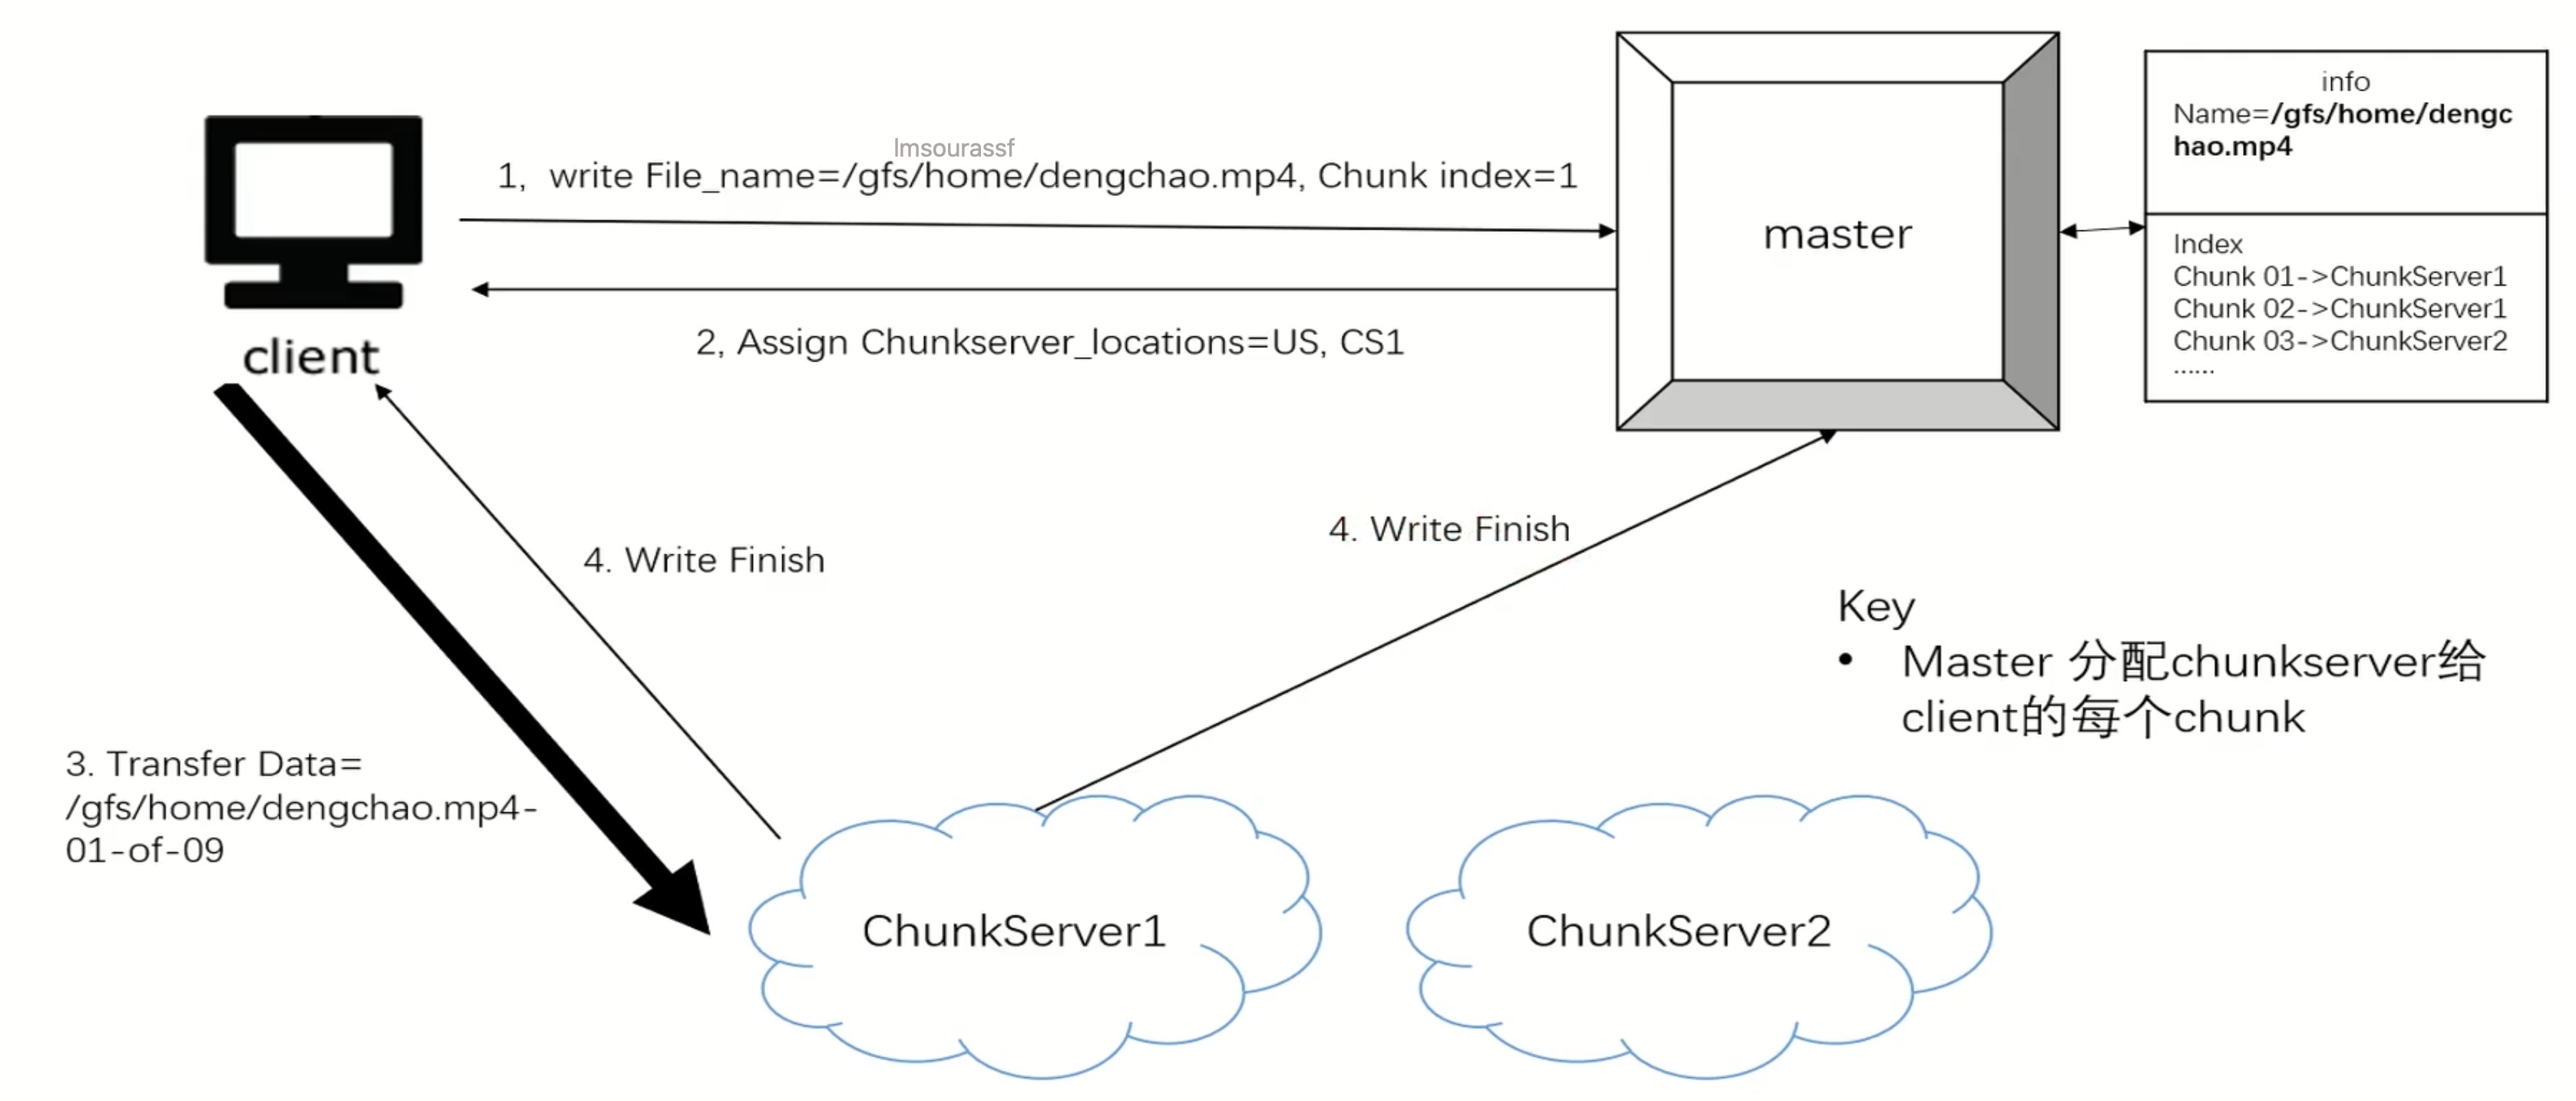 lmsourassf
1,  write File_name=/gfs/home/dengchao.mp4, Chunk index=1
client
2, Assign Chunkserver_locations=US, CS1
master
info
Name=/gfs/home/dengc
hao.mp4
Index
Chunk 01->ChunkServer1
Chunk 02->ChunkServer1
Chunk 03->ChunkServer2
......
4. Write Finish
4. Write Finish
3. Transfer Data=
/gfs/home/dengchao.mp4-
01-of-09
Key
• Master 分配chunkserver给
client的每个chunk
ChunkServer1
ChunkServer2